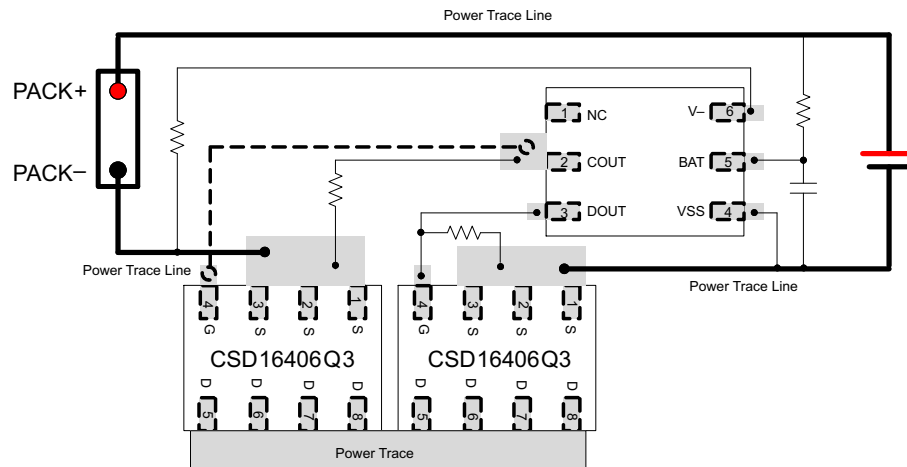 Power Trace Line
PACK+
PACK–
1 NC
V– 6
2 COUT
BAT 5
3 DOUT
VSS 4
Power Trace Line
Power Trace Line
4 3 2 1
G S S S
4 3 2 1
G S S S
CSD16406Q3
CSD16406Q3
D D D D
5 6 7 8
D D D D
5 6 7 8
Power Trace